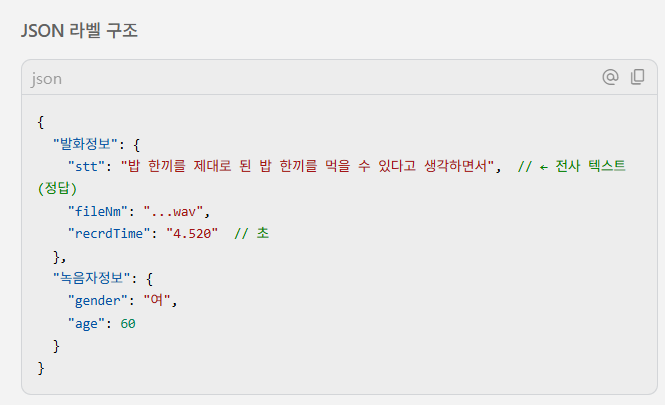 JSON 라벨 구조
json
{
  "발화정보": {
    "stt": "밥 한끼를 제대로 된 밥 한끼를 먹을 수 있다고 생각하면서",  // ← 전사 텍스트
(정답)
    "fileNm": "...wav",
    "recrdTime": "4.520"  // 초
  },
  "녹음자정보": {
    "gender": "여",
    "age": 60
  }
}